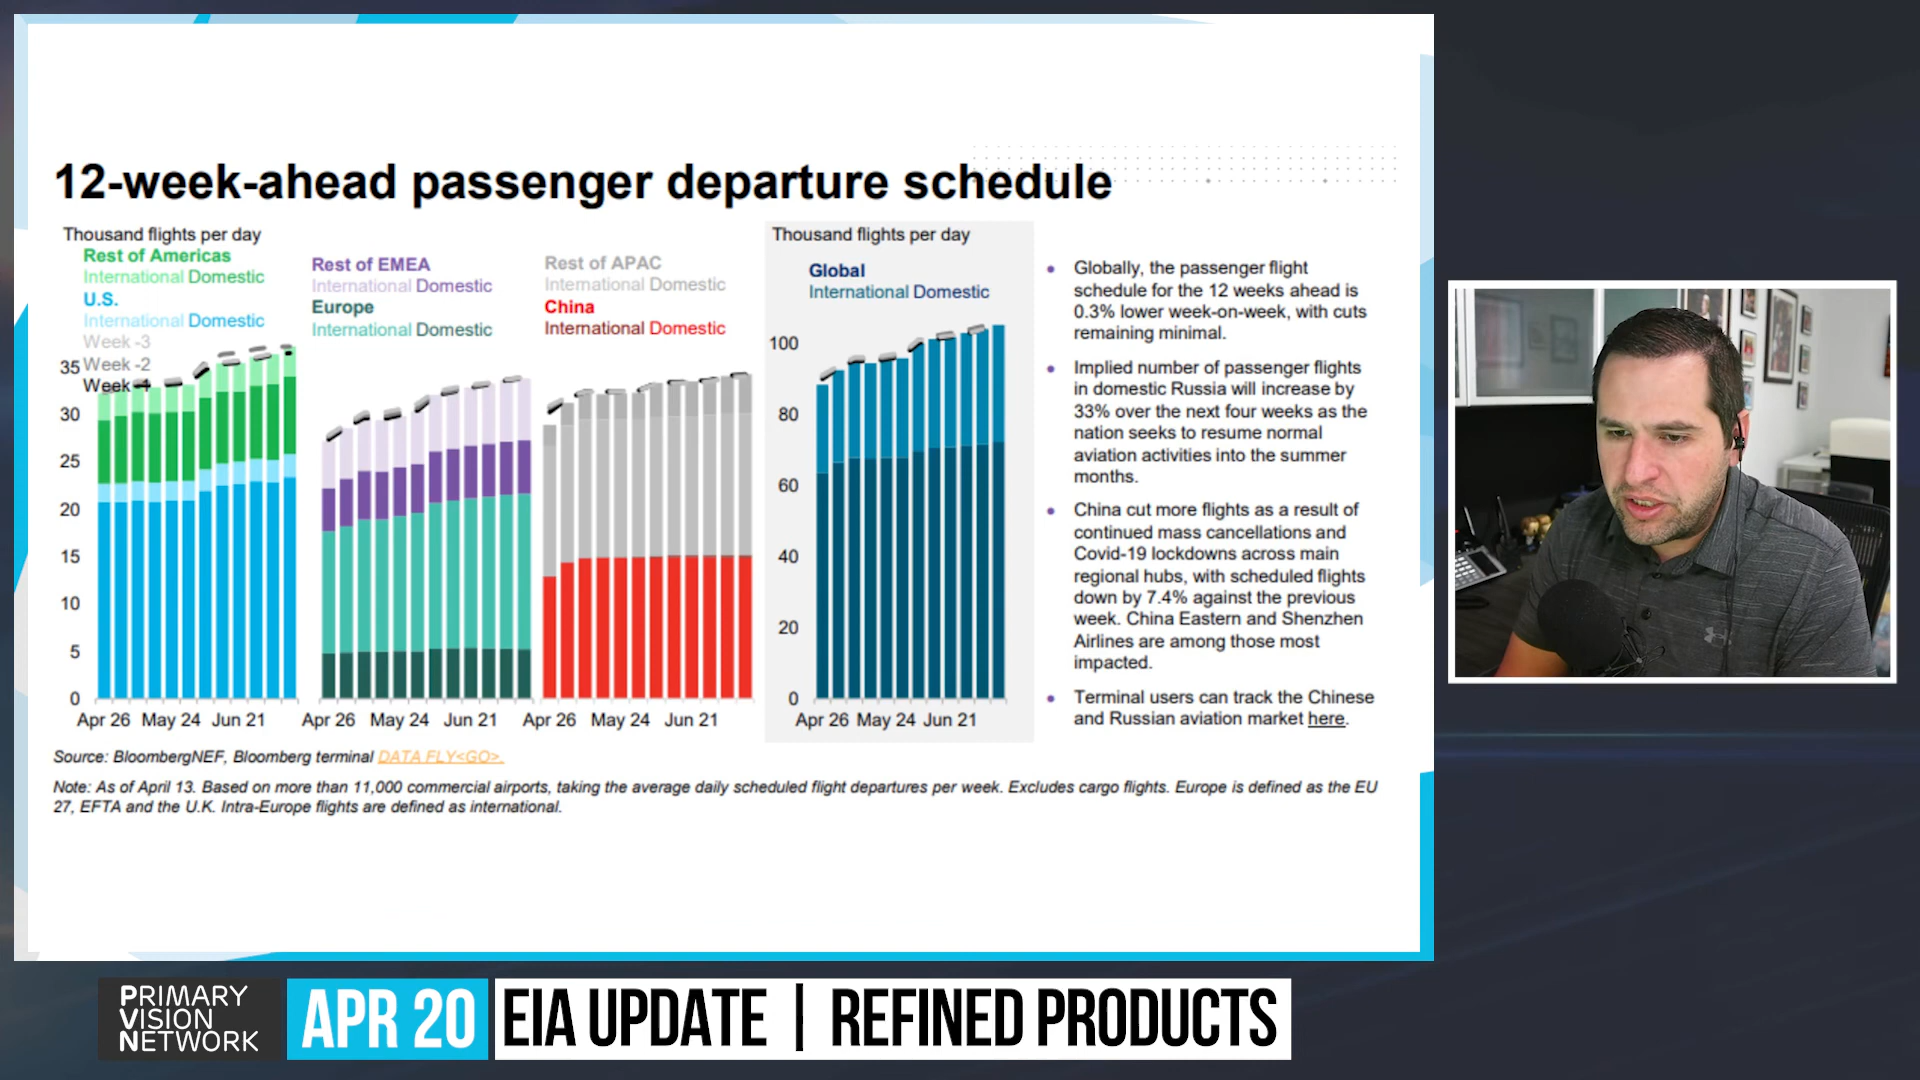 12-week-ahead passenger departure schedule
Thousand flights per day
Rest of Americas
International Domestic
U.S.
International Domestic
Week -3
Week -2
Week -1
35
30
25
20
15
10
5
0
Apr 26 May 24 Jun 21
Rest of EMEA
International Domestic
Europe
International Domestic
Apr 26 May 24 Jun 21
Rest of APAC
International Domestic
China
International Domestic
Apr 26 May 24 Jun 21
Thousand flights per day
Global
International Domestic
100
80
60
40
20
0
Apr 26 May 24 Jun 21
• Globally, the passenger flight
schedule for the 12 weeks ahead is
0.3% lower week-on-week, with cuts
remaining minimal.
• Implied number of passenger flights
in domestic Russia will increase by
33% over the next four weeks as the
nation seeks to resume normal
aviation activities into the summer
months.
• China cut more flights as a result of
continued mass cancellations and
Covid-19 lockdowns across main
regional hubs, with scheduled flights
down by 7.4% against the previous
week. China Eastern and Shenzhen
Airlines are among those most
impacted.
• Terminal users can track the Chinese
and Russian aviation market here.
Source: BloombergNEF, Bloomberg terminal DATA FLY<GO>.
Note: As of April 13. Based on more than 11,000 commercial airports, taking the average daily scheduled flight departures per week. Excludes cargo flights. Europe is defined as the EU
27, EFTA and the U.K. Intra-Europe flights are defined as international.
PRIMARY
VISION
NETWORK
APR 20
EIA UPDATE | REFINED PRODUCTS